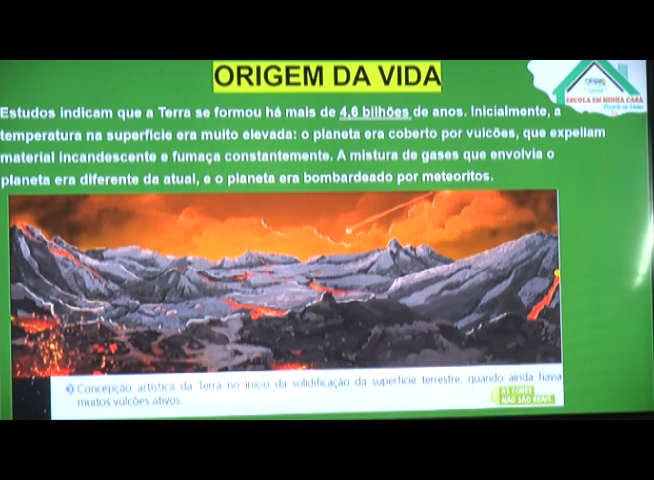 ORIGEM DA VIDA
ESCOLA EM MINHA CASA
Estudos indicam que a Terra se formou há mais de 4,6 bilhões de anos. Inicialmente, a
temperatura na superfície era muito elevada: o planeta era coberto por vulcões, que expeliam
material incandescente e fumaça constantemente. A mistura de gases que envolvia o
planeta era diferente da atual, e o planeta era bombardeado por meteoritos.
Concepção artística da Terra no início da solidificação da superfície terrestre, quando ainda havia
muitos vulcões ativos.
AS CORES
NÃO SÃO REAIS.